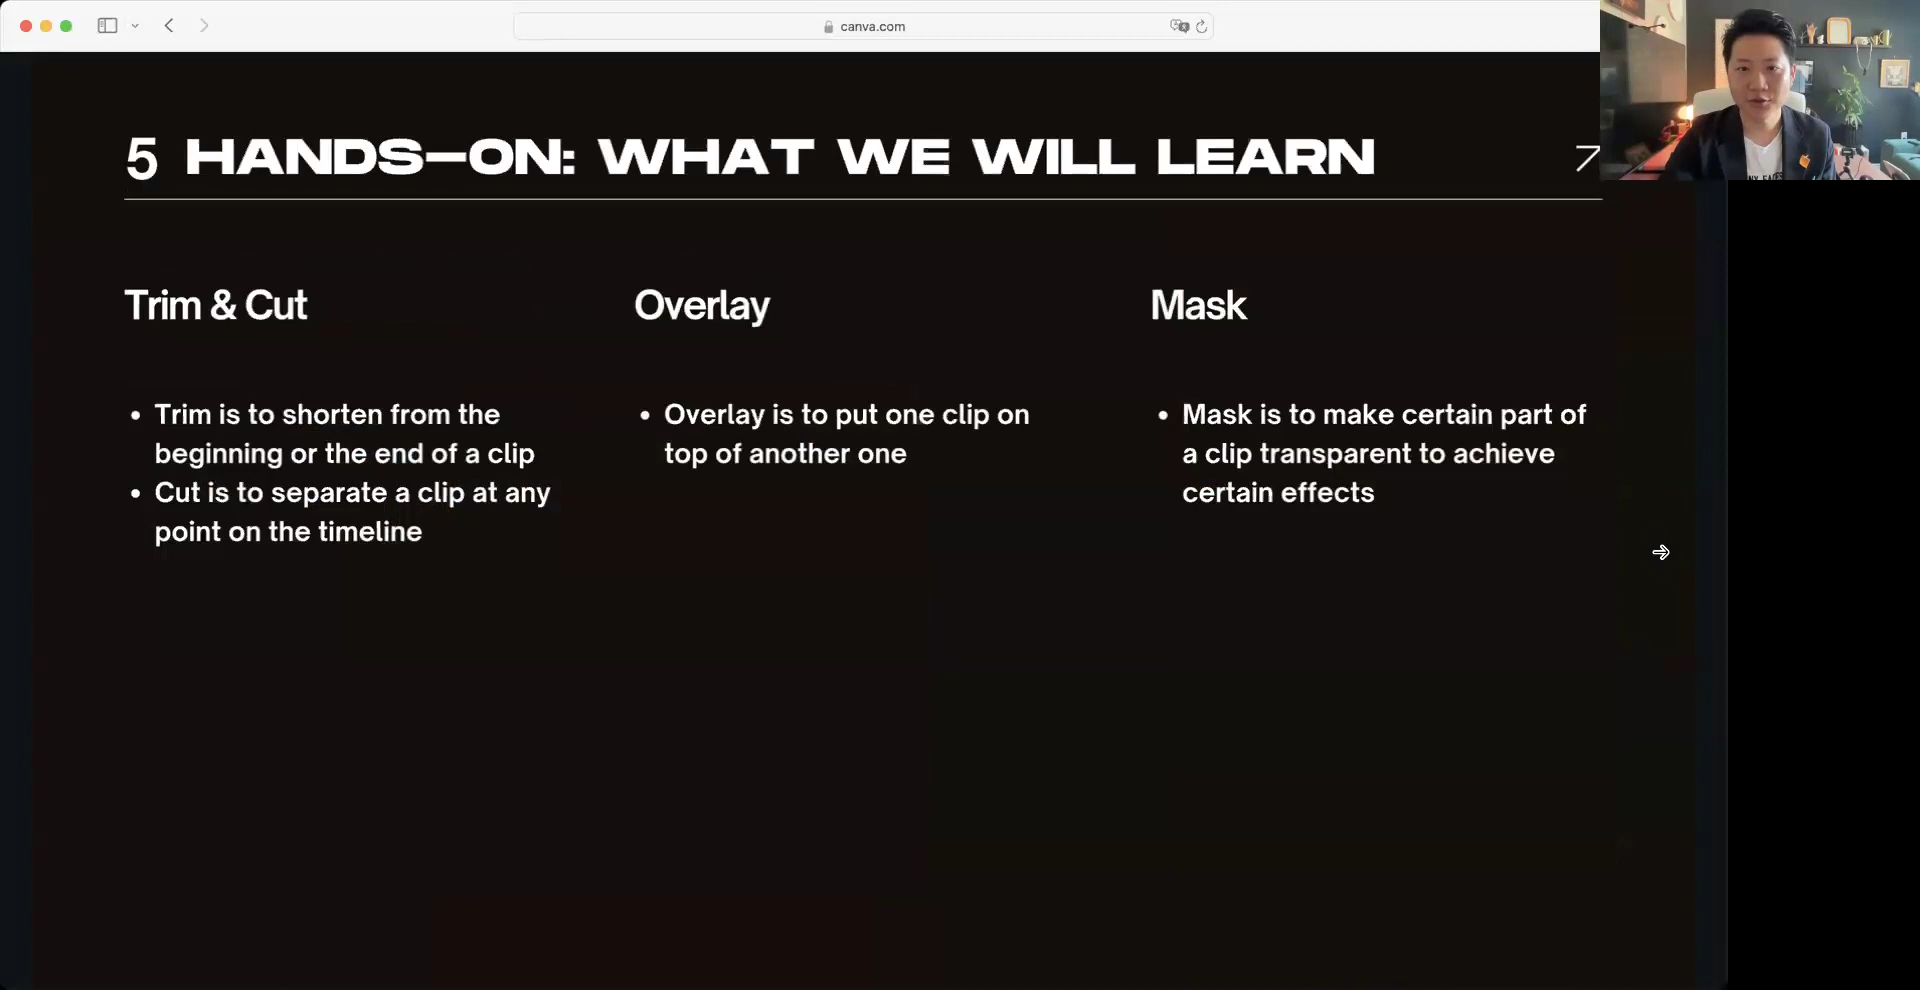 canva.com
5 HANDS-ON: WHAT WE WILL LEARN
Trim & Cut
• Trim is to shorten from the
beginning or the end of a clip
• Cut is to separate a clip at any
point on the timeline
Overlay
• Overlay is to put one clip on
top of another one
Mask
• Mask is to make certain part of
a clip transparent to achieve
certain effects